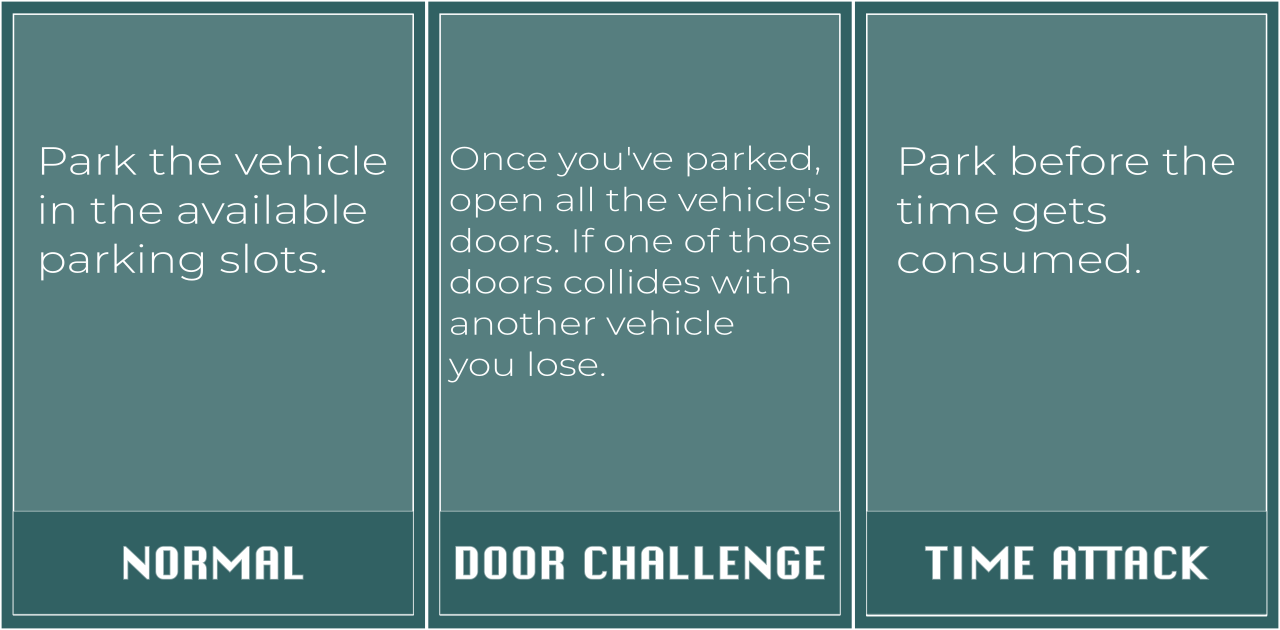 Park the vehicle
in the available
parking slots.
NORMAL
Once you've parked,
open all the vehicle's
doors. If one of those
doors collides with
another vehicle
you lose.
DOOR CHALLENGE
Park before the
time gets
consumed.
TIME ATTACK